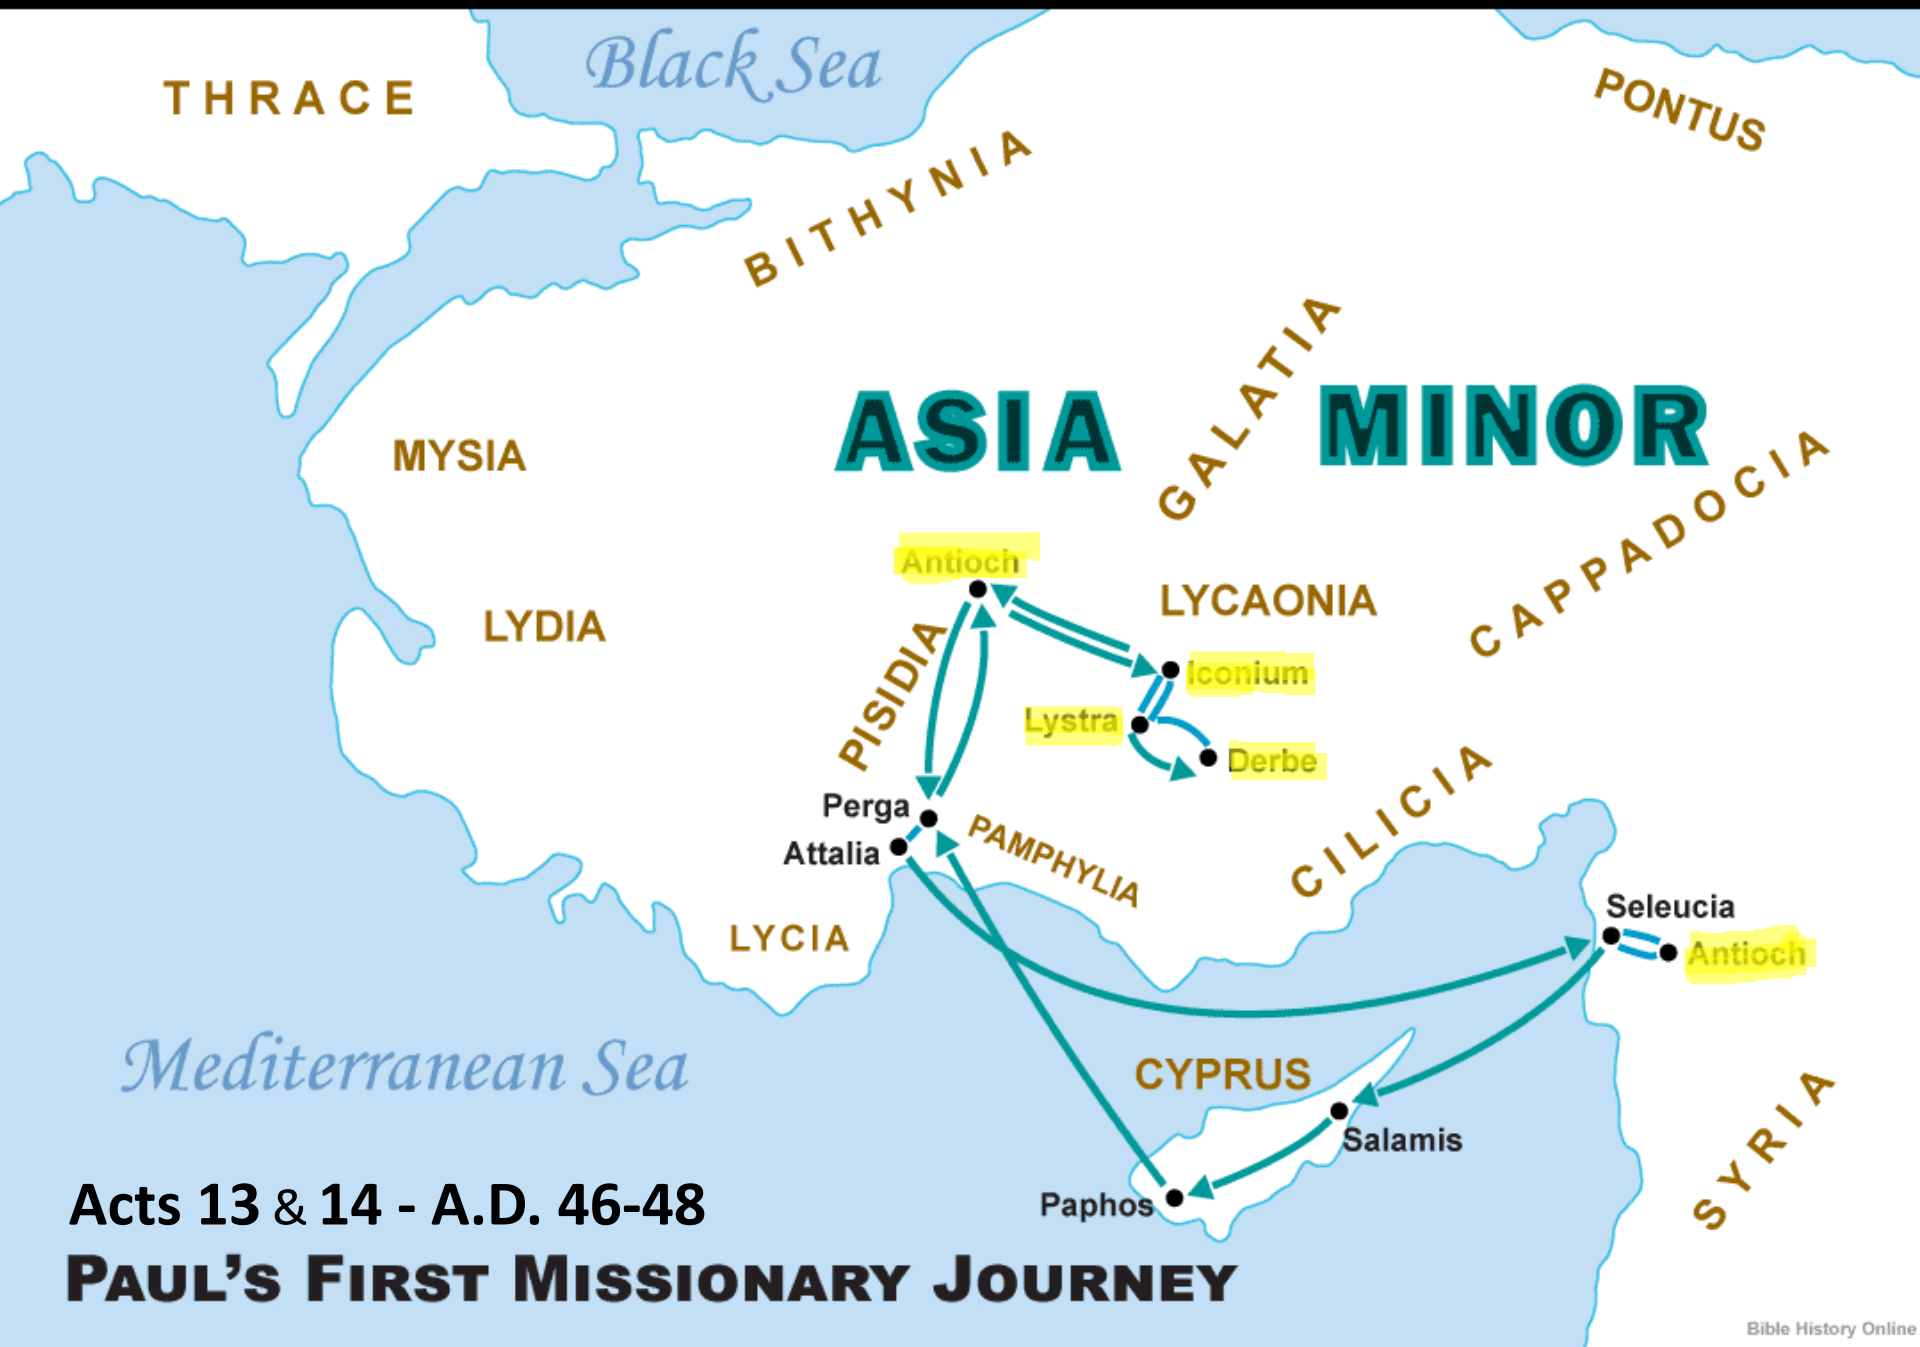 Black Sea
THRACE
PONTUS
BITHYNIA
GALATIA
ASIA MINOR
MYSIA
CAPPADOCIA
Antioch
LYCAONIA
LYDIA
PISIDIA
Iconium
Lystra
Derbe
CILICIA
Perga
PAMPHYLIA
Attalia
Seleucia
LYCIA
Antioch
Mediterranean Sea
CYPRUS
Salamis
SYRIA
Paphos
Acts 13 & 14 - A.D. 46-48
PAUL'S FIRST MISSIONARY JOURNEY
Bible History Online